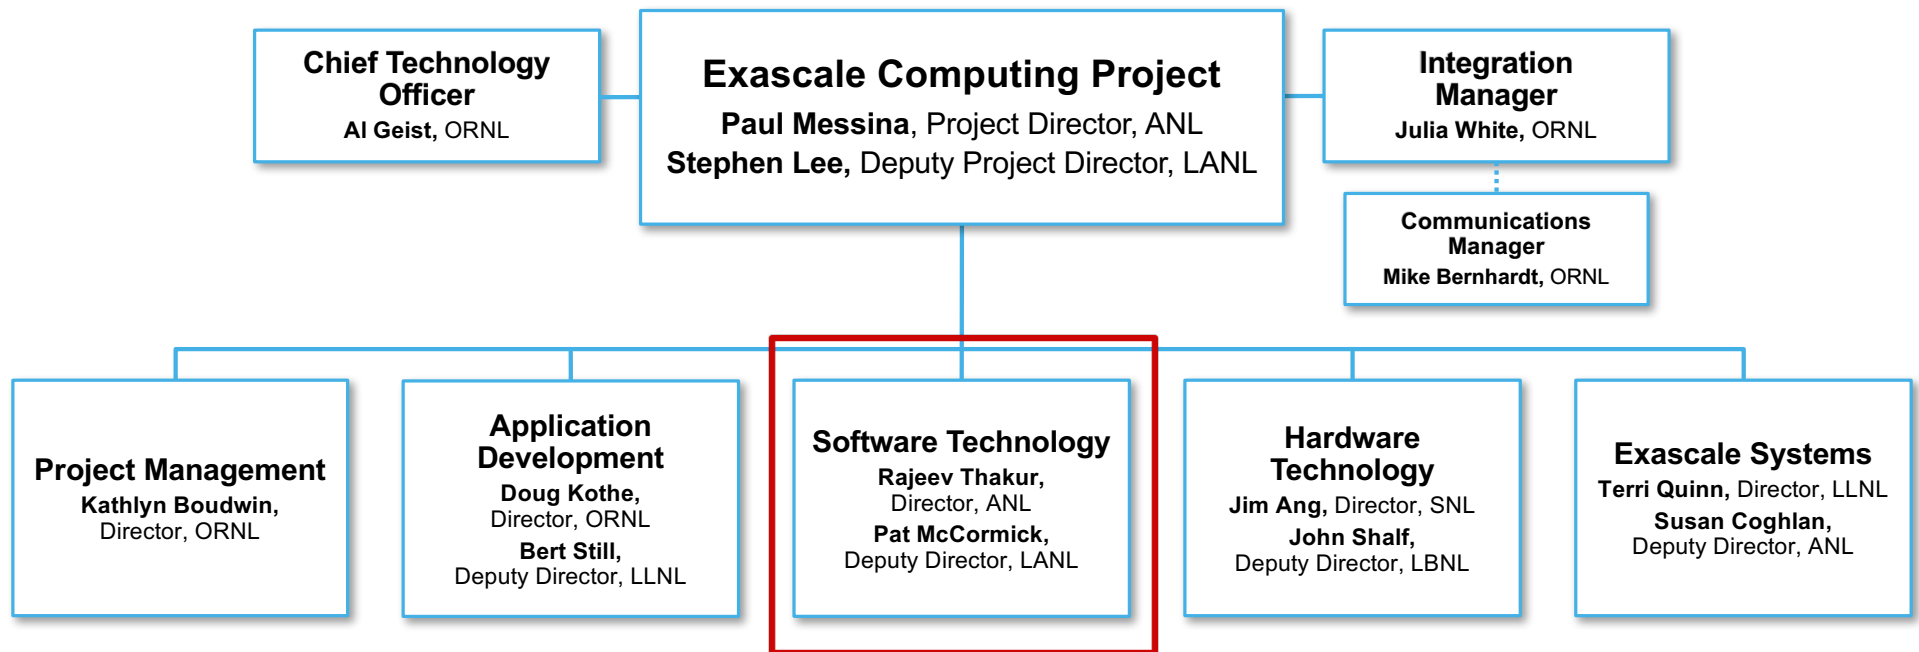 Chief Technology
Officer
Al Geist, ORNL
Exascale Computing Project
Paul Messina, Project Director, ANL
Stephen Lee, Deputy Project Director, LANL
Integration
Manager
Julia White, ORNL
Communications
Manager
Mike Bernhardt, ORNL
Project Management
Kathlyn Boudwin,
Director, ORNL
Application
Development
Doug Kothe,
Director, ORNL
Bert Still,
Deputy Director, LLNL
Software Technology
Rajeev Thakur,
Director, ANL
Pat McCormick,
Deputy Director, LANL
Hardware
Technology
Jim Ang, Director, SNL
John Shalf,
Deputy Director, LBNL
Exascale Systems
Terri Quinn, Director, LLNL
Susan Coghlan,
Deputy Director, ANL